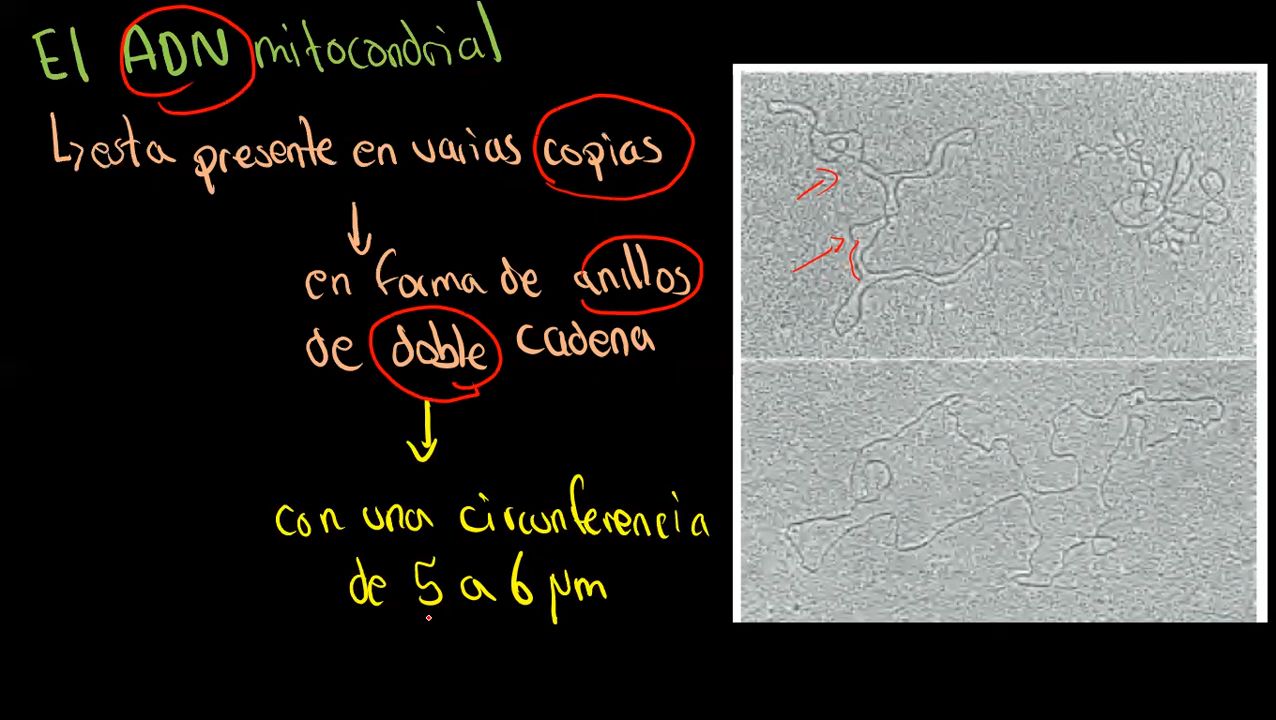 El ADN mitocondrial
↳ esta presente en varias copias
en forma de anillos
de doble cadena
con una circunferencia
de 5 a 6 μm